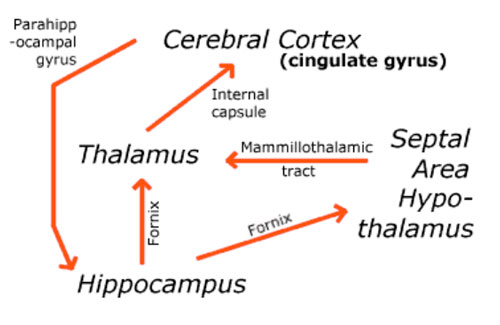 Parahipp
-ocampal
gyrus
Cerebral Cortex
(cingulate gyrus)
Internal
capsule
Thalamus
Mammillothalamic
tract
Septal
Area
Hypo-
thalamus
Fornix
Fornix
Hippocampus